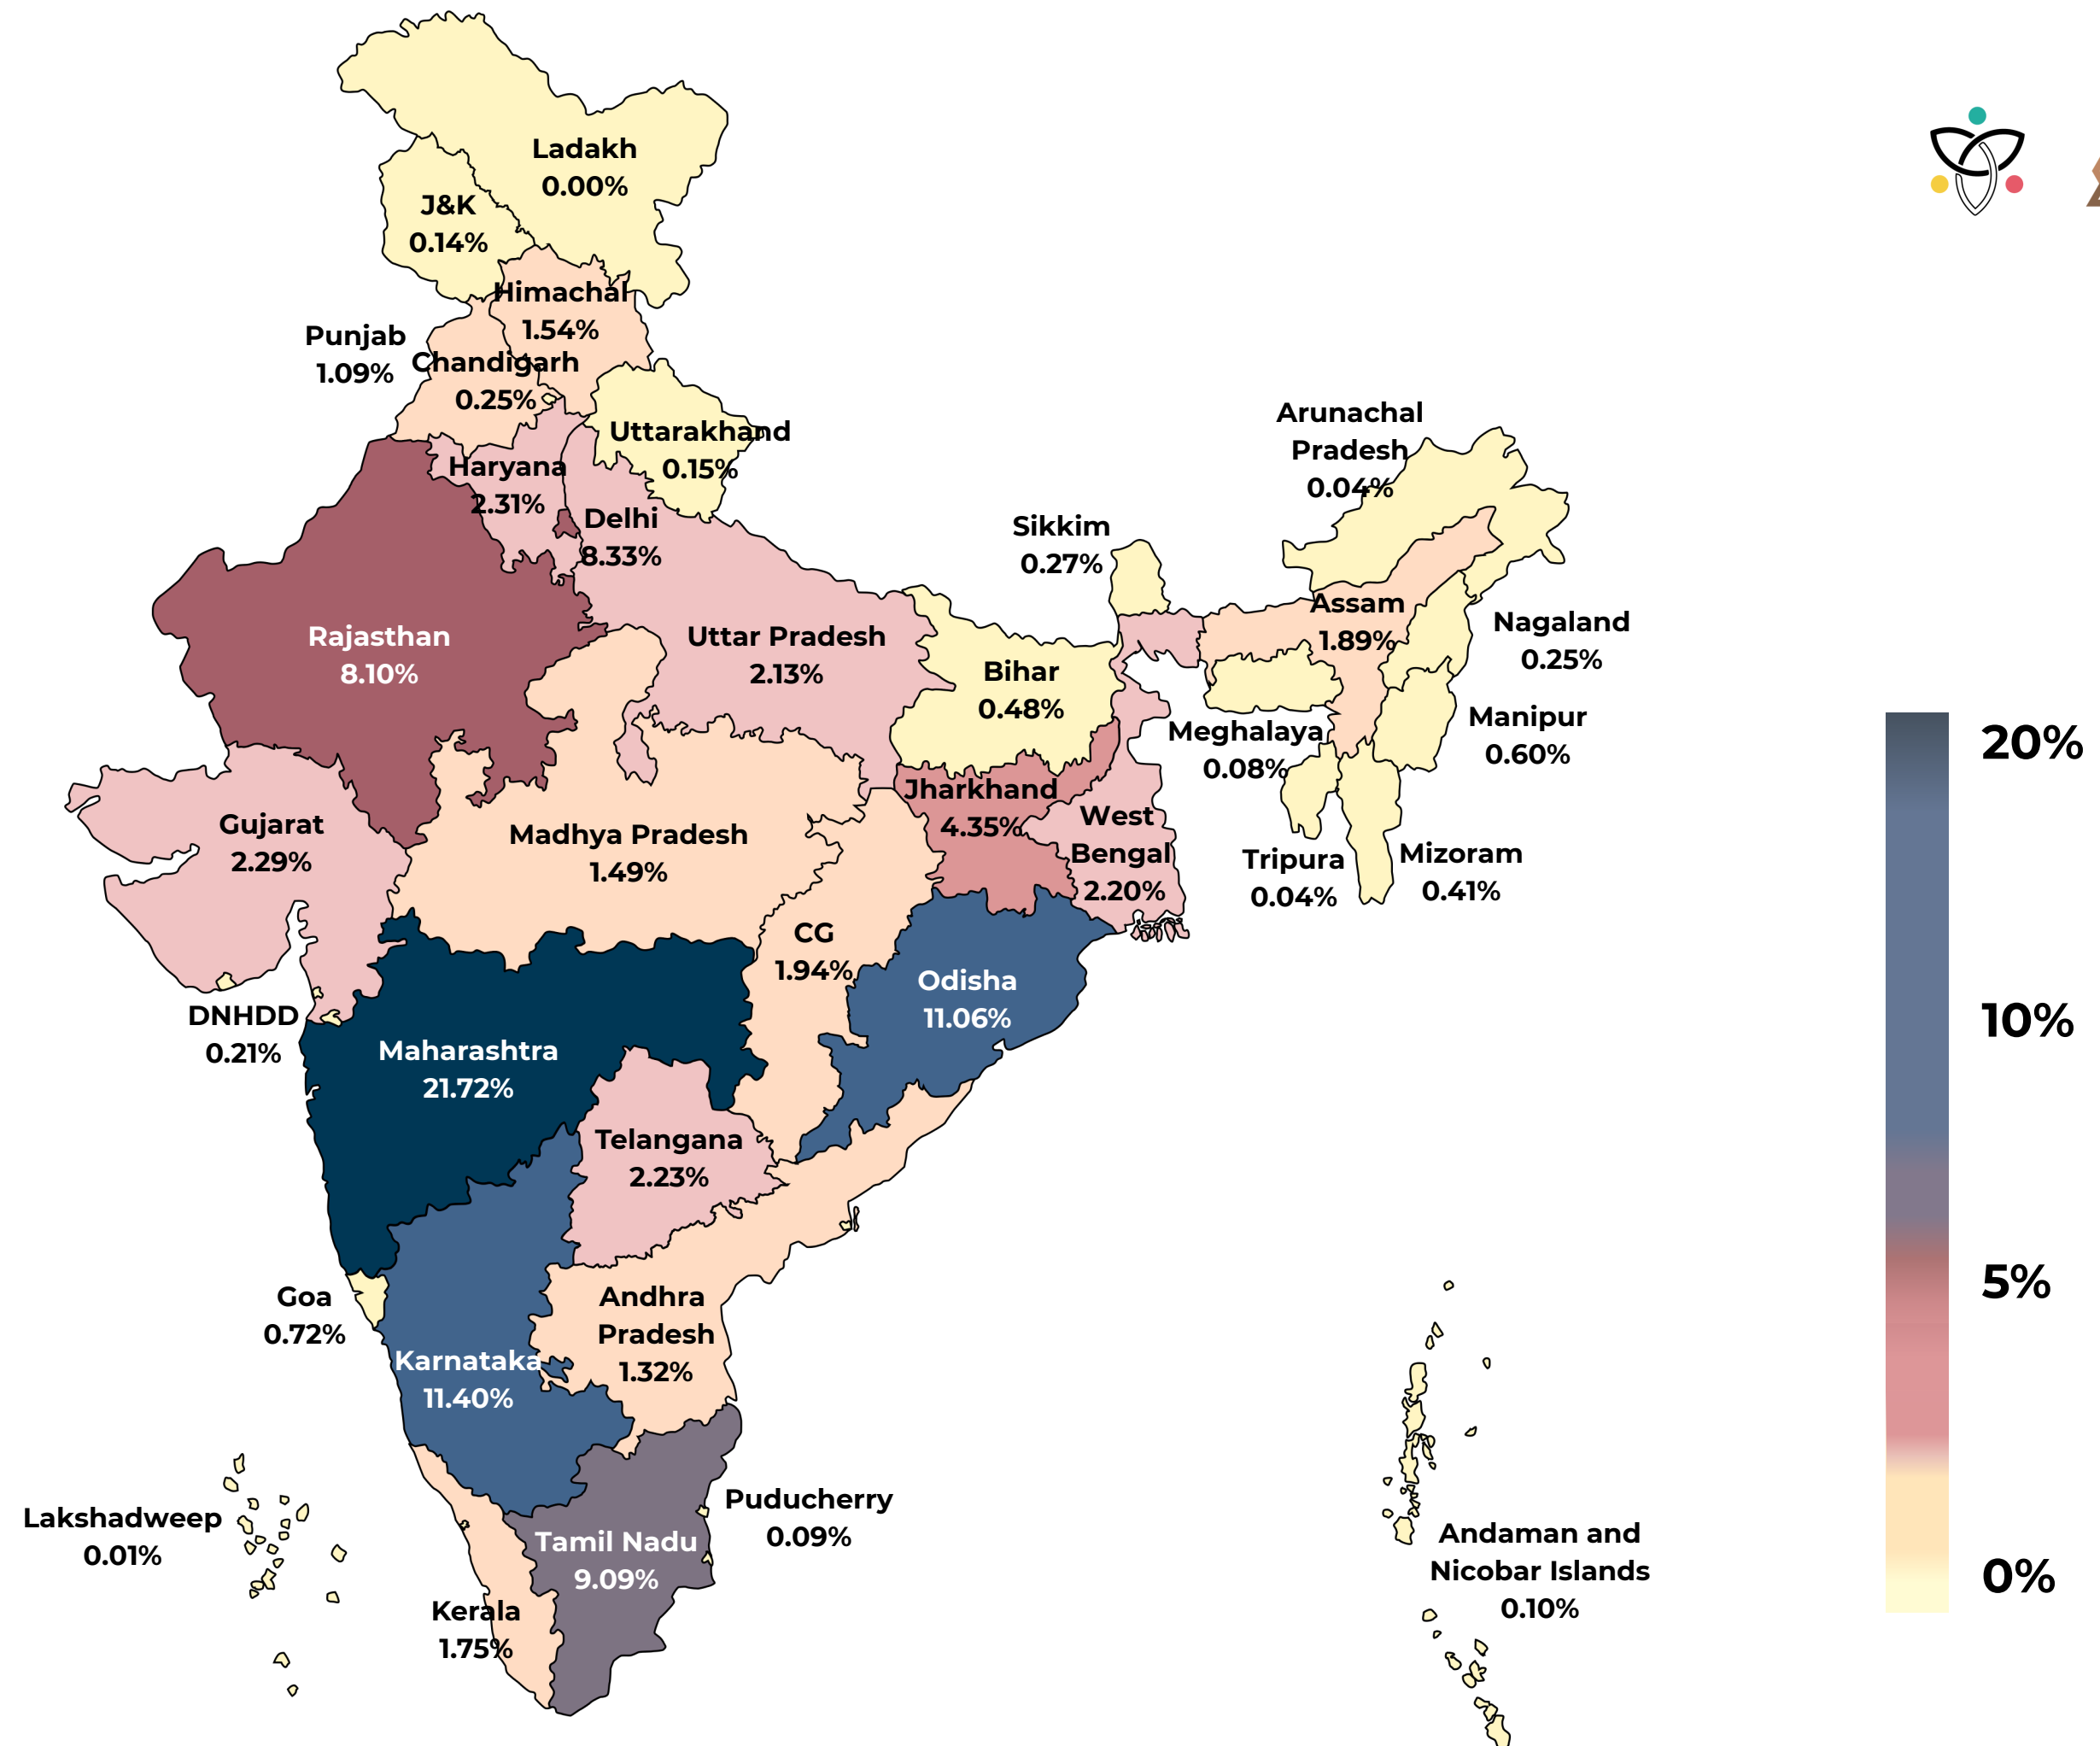 Ladakh
0.00%
J&K
0.14%
Himachal
1.54%
Punjab
1.09%
Chandigarh
0.25%
Uttarakhand
0.15%
Haryana
2.31%
Delhi
8.33%
Arunachal
Pradesh
0.04%
Sikkim
0.27%
Rajasthan
8.10%
Uttar Pradesh
2.13%
Bihar
0.48%
Assam
1.89%
Nagaland
0.25%
Meghalaya
0.08%
Manipur
0.60%
20%
Gujarat
2.29%
Madhya Pradesh
1.49%
Jharkhand
4.35%
West
Bengal
2.20%
Tripura
0.04%
Mizoram
0.41%
CG
1.94%
Odisha
11.06%
DNHDD
0.21%
Maharashtra
21.72%
10%
Telangana
2.23%
Goa
0.72%
Andhra
Pradesh
1.32%
5%
Karnataka
11.40%
Lakshadweep
0.01%
Tamil Nadu
9.09%
Puducherry
0.09%
Kerala
1.75%
Andaman and
Nicobar Islands
0.10%
0%